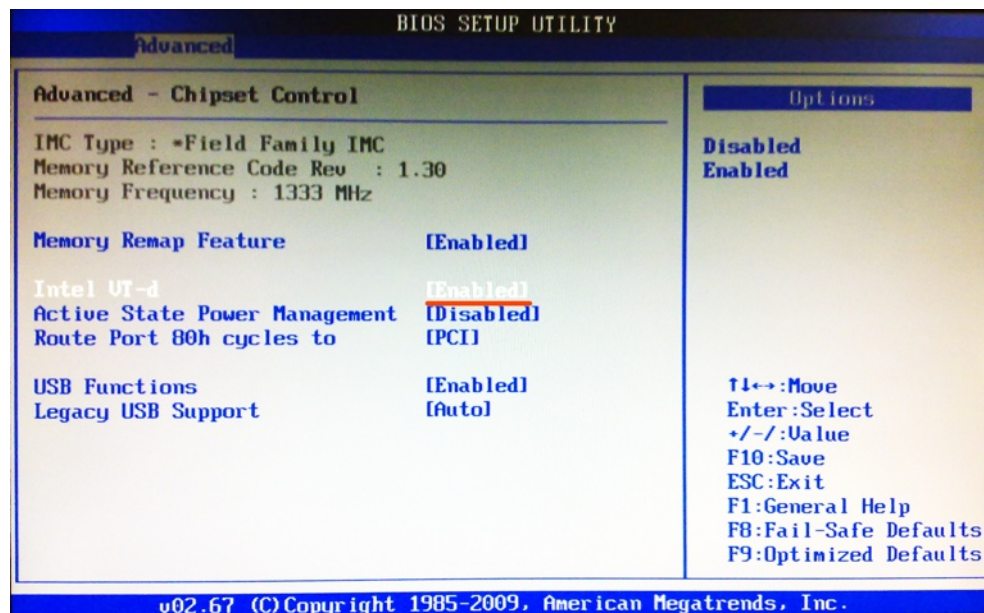 BIOS SETUP UTILITY
Advanced
Advanced - Chipset Control
IMC Type : =Field Family IMC
Memory Reference Code Rev : 1.30
Memory Frequency : 1333 MHz
Memory Remap Feature [Enabled]
Intel VT-d [Enabled]
Active State Power Management [Disabled]
Route Port 80h cycles to [PCI]
USB Functions [Enabled]
Legacy USB Support [Auto]
Options
Disabled
Enabled
↑↓←→:Move
Enter:Select
+/-/:Value
F10:Save
ESC:Exit
F1:General Help
F8:Fail-Safe Defaults
F9:Optimized Defaults
v02.67 (C)Copyright 1985-2009, American Megatrends, Inc.